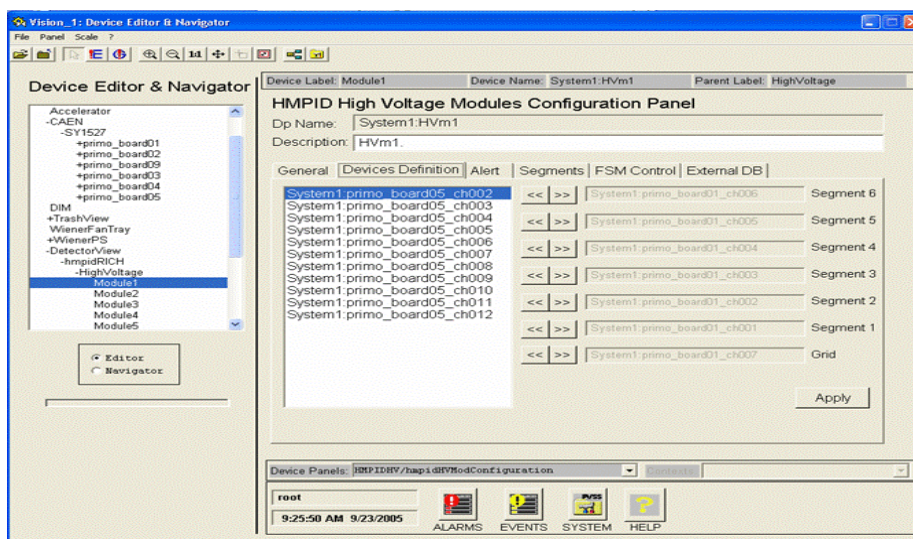 Vision_1: Device Editor & Navigator
File Panel Scale ?
1:1
Device Editor & Navigator
Accelerator
-CAEN
-SY1527
+primo_board01
+primo_board02
+primo_board09
+primo_board03
+primo_board04
+primo_board05
DIM
+TrashView
WienerFanTray
+WienerPS
-DetectorView
-hmpidRICH
-HighVoltage
Module1
Module2
Module3
Module4
Module5
Editor
Navigator
Device Label: Module1 Device Name: System1:HVm1 Parent Label: HighVoltage
HMPID High Voltage Modules Configuration Panel
Dp Name: System1:HVm1
Description: HVm1.
General Devices Definition Alert Segments FSM Control External DB
System1:primo_board05_ch002
System1:primo_board05_ch003
System1:primo_board05_ch004
System1:primo_board05_ch005
System1:primo_board05_ch006
System1:primo_board05_ch007
System1:primo_board05_ch008
System1:primo_board05_ch009
System1:primo_board05_ch010
System1:primo_board05_ch011
System1:primo_board05_ch012
<< >> System1:primo_board01_ch006 Segment 6
<< >> System1:primo_board01_ch005 Segment 5
<< >> System1:primo_board01_ch004 Segment 4
<< >> System1:primo_board01_ch003 Segment 3
<< >> System1:primo_board01_ch002 Segment 2
<< >> System1:primo_board01_ch001 Segment 1
<< >> System1:primo_board01_ch007 Grid
Apply
Device Panels: HMPIDHV/hmpidHVModConfiguration Contexts:
root
9:25:50 AM 9/23/2005
PVSS
?
ALARMS EVENTS SYSTEM HELP